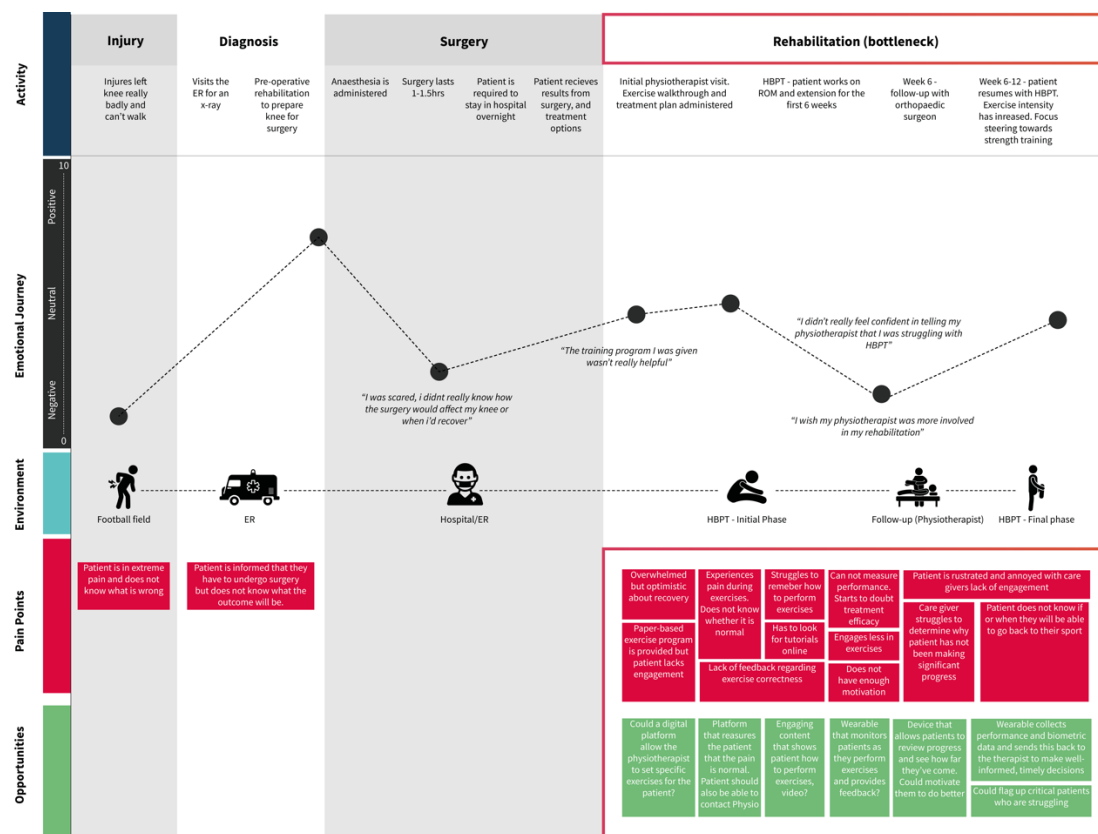 Injury
Diagnosis
Surgery
Rehabilitation (bottleneck)
Activity
Injures left
knee really
badly and
can't walk
Visits the
ER for an
x-ray
Pre-operative
rehabilitation
to prepare
knee for
surgery
Anaesthesia is
administered
Surgery lasts
1-1.5hrs
Patient is
required to
stay in hospital
overnight
Patient recieves
results from
surgery, and
treatment
options
Initial physiotherapist visit.
Exercise walkthrough and
treatment plan administered
HBPT - patient works on
ROM and extension for the
first 6 weeks
Week 6 -
follow-up with
orthopaedic
surgeon
Week 6-12 - patient
resumes with HBPT.
Exercise intensity
has inreased. Focus
steering towards
strength training
Emotional Journey
10
Positive
Neutral
Negative
0
"I was scared, i didnt really know how
the surgery would affect my knee or
when i'd recover"
"The training program I was given
wasn't really helpful"
"I didn't really feel confident in telling my
physiotherapist that I was struggling with
HBPT"
"I wish my physiotherapist was more involved
in my rehabilitation"
Environment
Football field
ER
Hospital/ER
HBPT - Initial Phase
Follow-up (Physiotherapist)
HBPT - Final phase
Pain Points
Patient is in extreme
pain and does not
know what is wrong
Patient is informed that they
have to undergo surgery
but does not know what the
outcome will be.
Overwhelmed
but optimistic
about recovery
Paper-based
exercise program
is provided but
patient lacks
engagement
Experiences
pain during
exercises.
Does not know
whether it is
normal
Struggles to
remeber how
to perform
exercises
Has to look
for tutorials
online
Lack of feedback regarding
exercise correctness
Can not measure
performance.
Starts to doubt
treatment
efficacy
Engages less in
exercises
Does not
have enough
motivation
Patient is rustrated and annoyed with care
givers lack of engagement
Care giver
struggles to
determine why
patient has not
been making
significant
progress
Patient does not know if
or when they will be able
to go back to their sport
Opportunities
Could a digital
platform
allow the
physiotherapist
to set specific
exercises for the
patient?
Platform
that reasures
the patient
that the pain
is normal.
Patient should
also be able to
contact Physio
Engaging
content
that shows
patient how
to perform
exercises,
video?
Wearable
that monitors
patients as
they perform
exercises
and provides
feedback?
Device that
allows patients to
review progress
and see how far
they've come.
Could motivate
them to do better
Wearable collects
performance and biometric
data and sends this back to
the therapist to make well-
informed, timely decisions
Could flag up critical patients
who are struggling